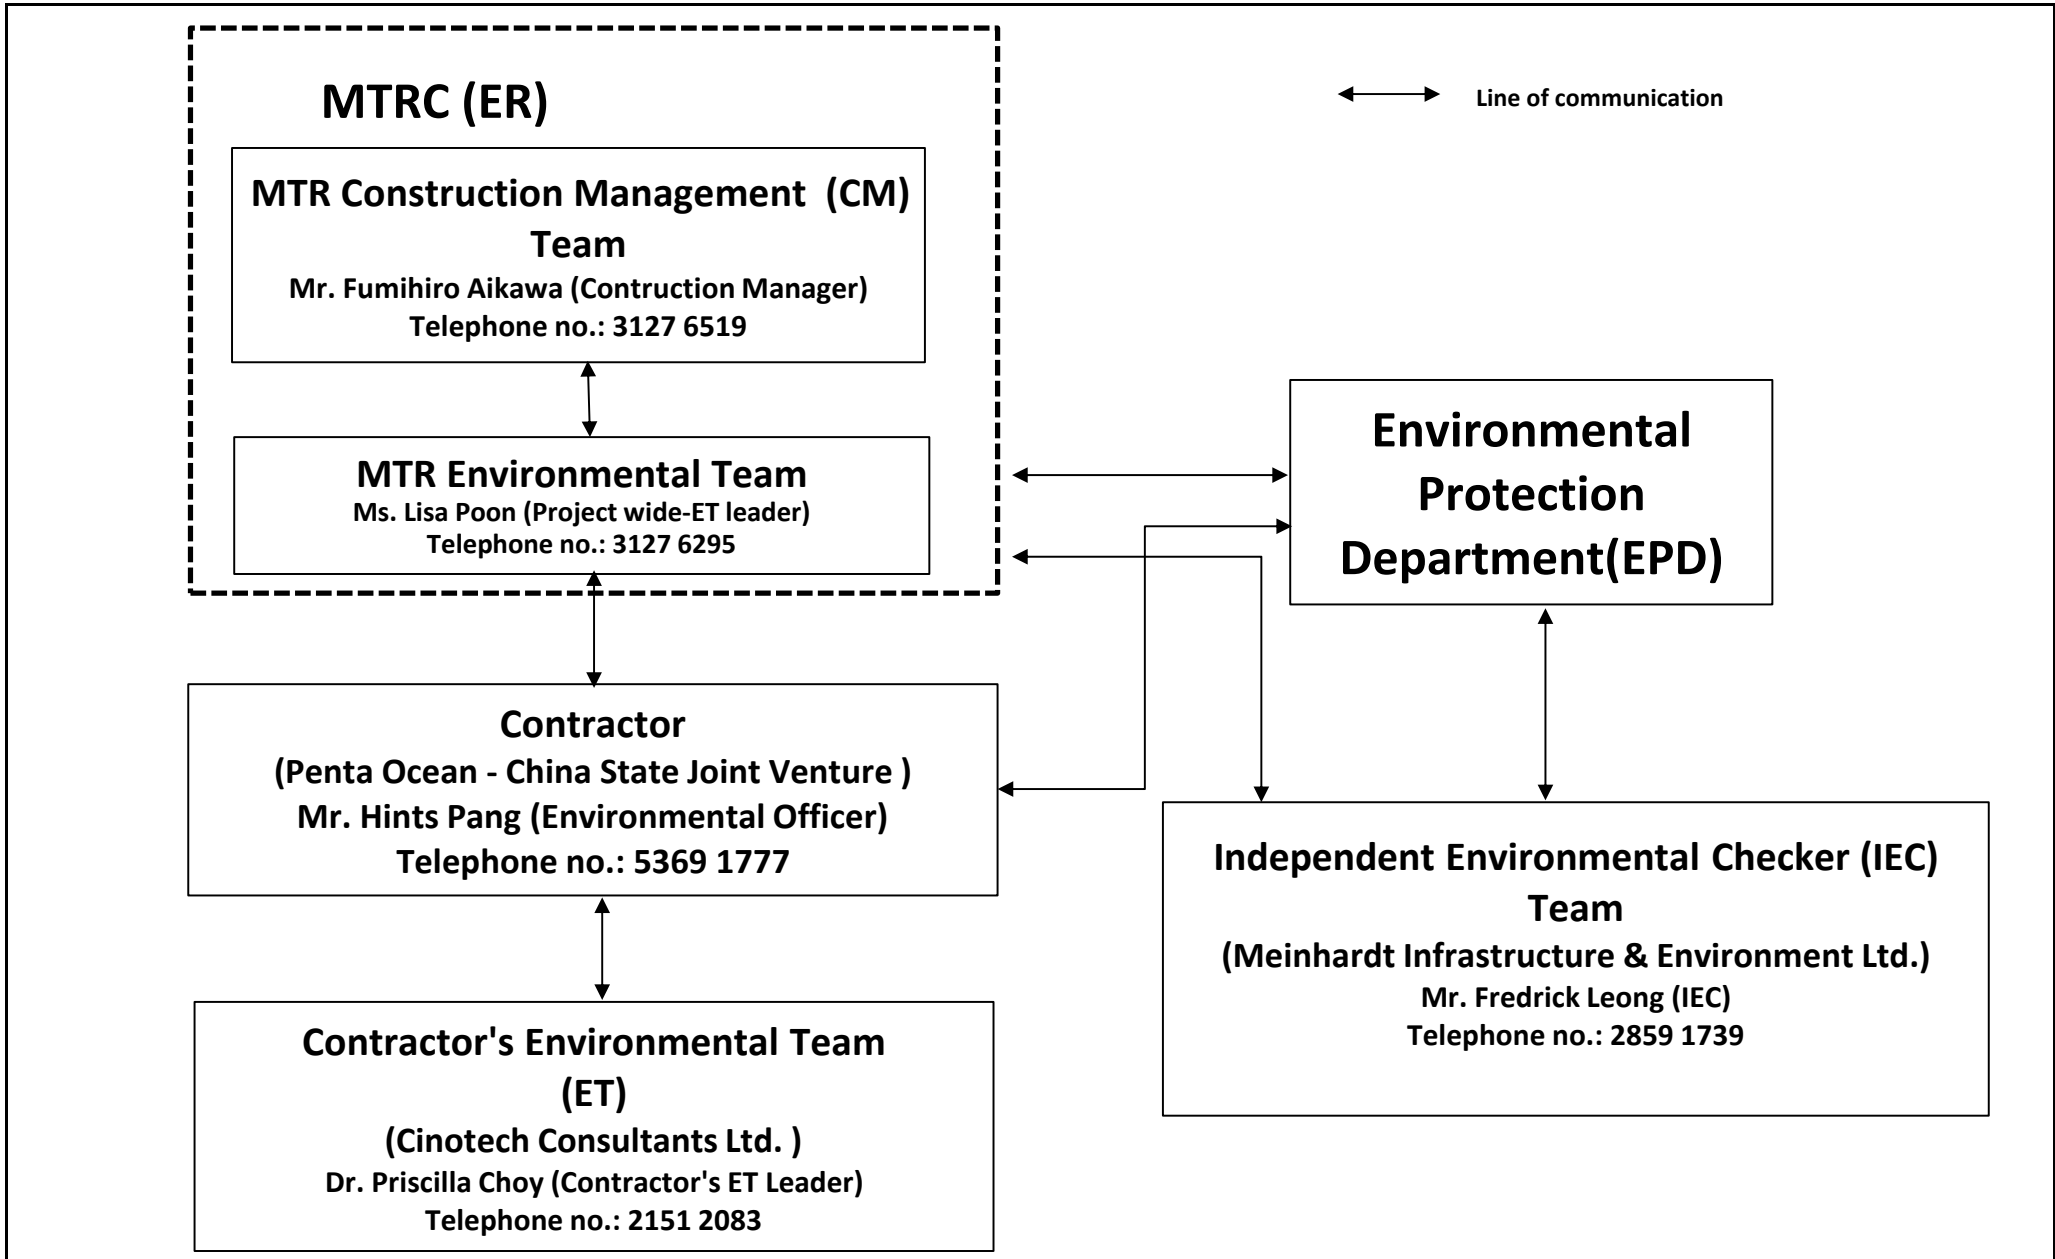 MTRC (ER)
Line of communication
MTR Construction Management (CM)
Team
Mr. Fumihiro Aikawa (Contruction Manager)
Telephone no.: 3127 6519
MTR Environmental Team
Ms. Lisa Poon (Project wide-ET leader)
Telephone no.: 3127 6295
Environmental
Protection
Department(EPD)
Contractor
(Penta Ocean - China State Joint Venture )
Mr. Hints Pang (Environmental Officer)
Telephone no.: 5369 1777
Independent Environmental Checker (IEC)
Team
(Meinhardt Infrastructure & Environment Ltd.)
Mr. Fredrick Leong (IEC)
Telephone no.: 2859 1739
Contractor's Environmental Team
(ET)
(Cinotech Consultants Ltd. )
Dr. Priscilla Choy (Contractor's ET Leader)
Telephone no.: 2151 2083